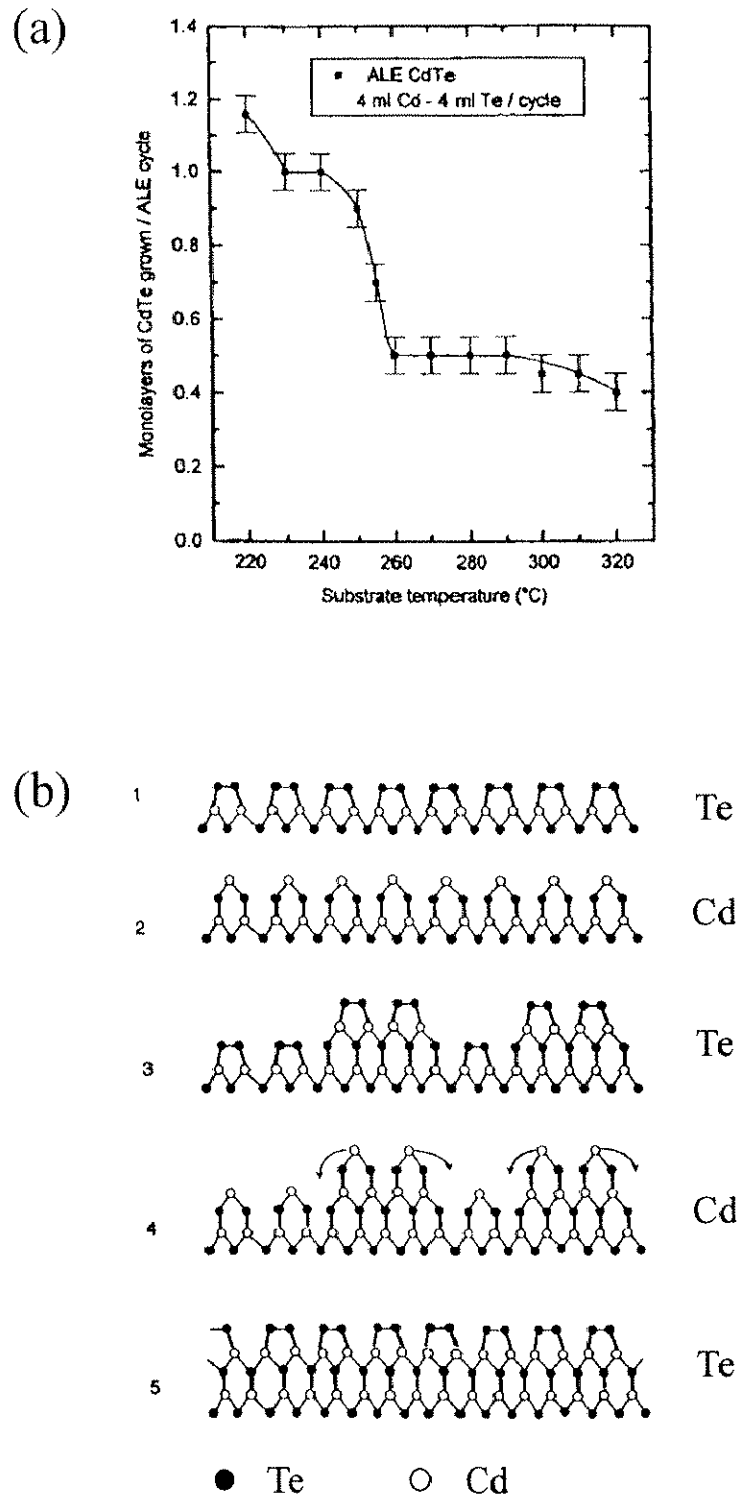 (a)
1.4
1.2
1.0
0.8
0.6
0.4
0.2
0.0
Monolayers of CdTe grown / ALE cycle
ALE CdTe
4 ml Cd - 4 ml Te / cycle
220 240 260 280 300 320
Substrate temperature (°C)
(b)
1 Te
2 Cd
3 Te
4 Cd
5 Te
Te Cd